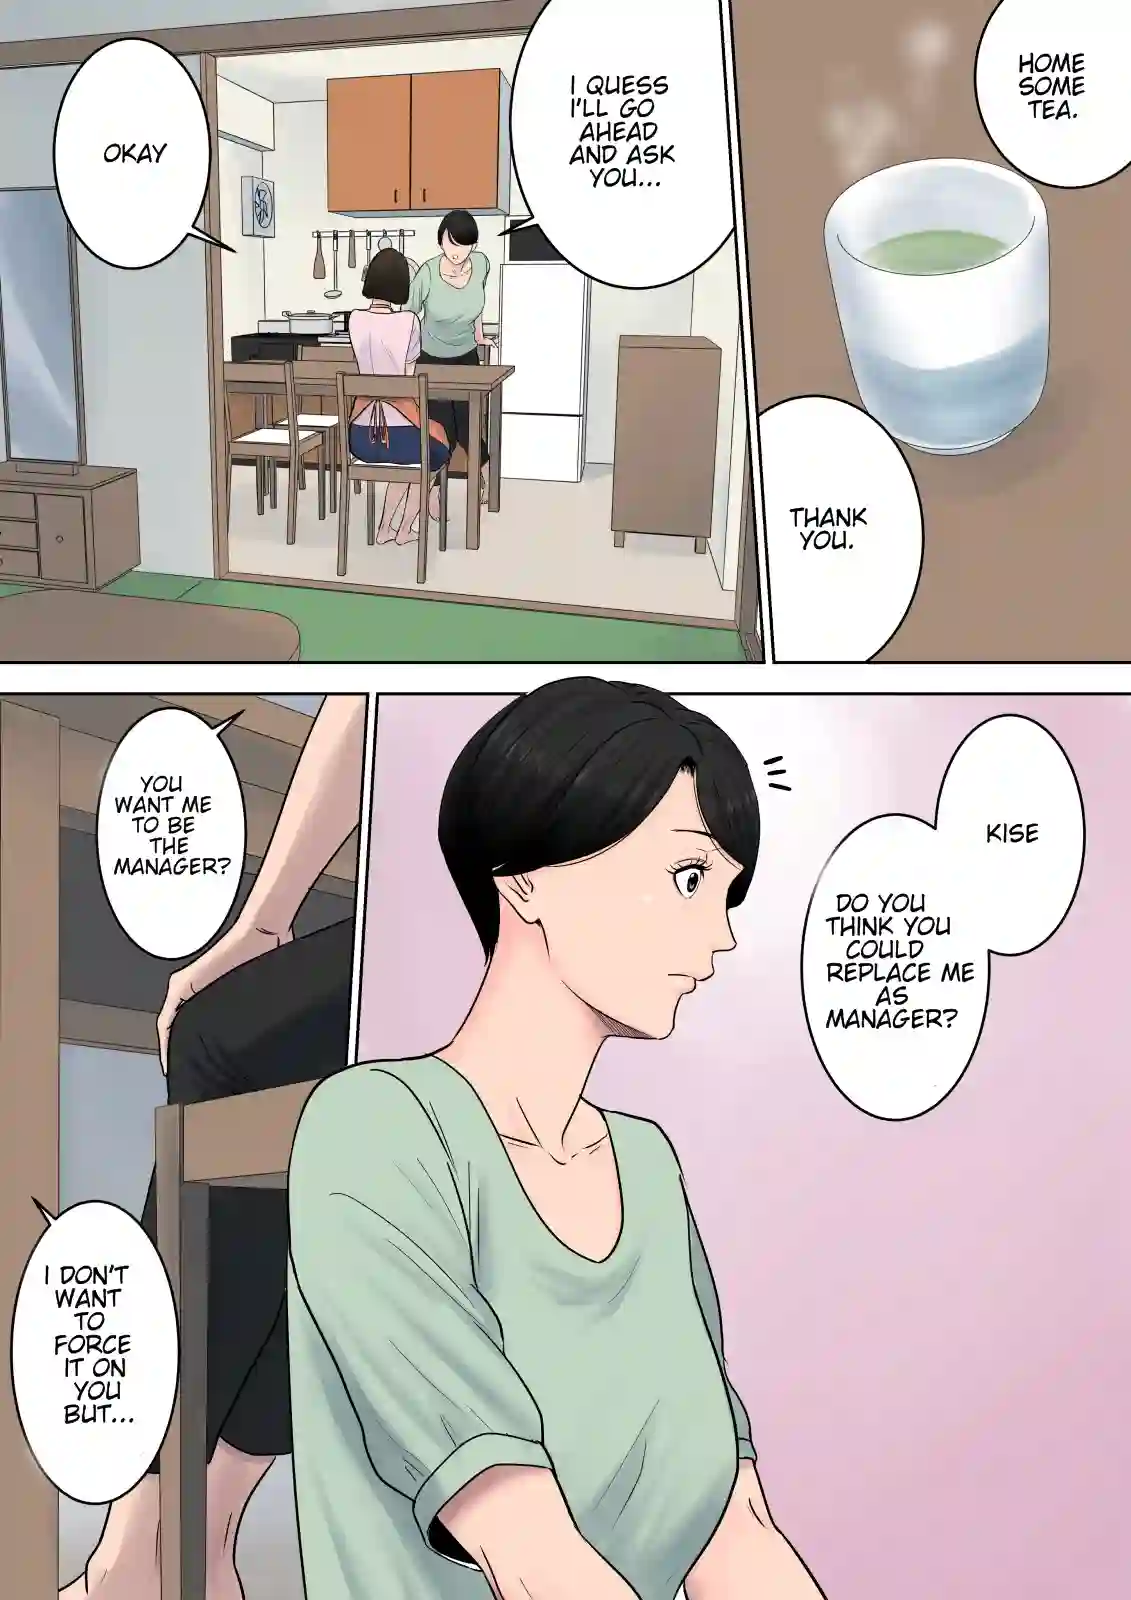 HOME
SOME
TEA.
THANK
YOU.
I QUESS
I'LL GO
AHEAD
AND ASK
YOU...
OKAY
KISE
DO YOU
THINK YOU
COULD
REPLACE ME
AS
MANAGER?
YOU
WANT ME
TO BE
THE
MANAGER?
I DON'T
WANT
TO
FORCE
IT ON
YOU
BUT...